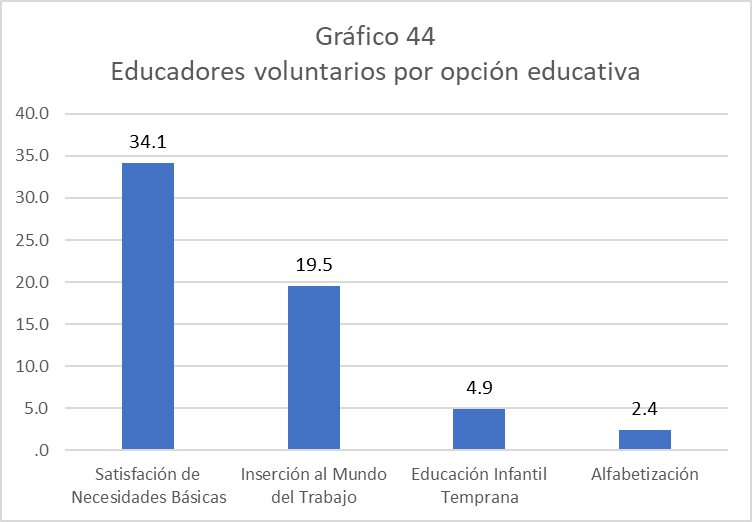 Gráfico 44
Educadores voluntarios por opción educativa
40.0
35.0
30.0
25.0
20.0
15.0
10.0
5.0
.0
34.1
19.5
4.9
2.4
Satisfación de
Necesidades Básicas
Inserción al Mundo
del Trabajo
Educación Infantil
Temprana
Alfabetización